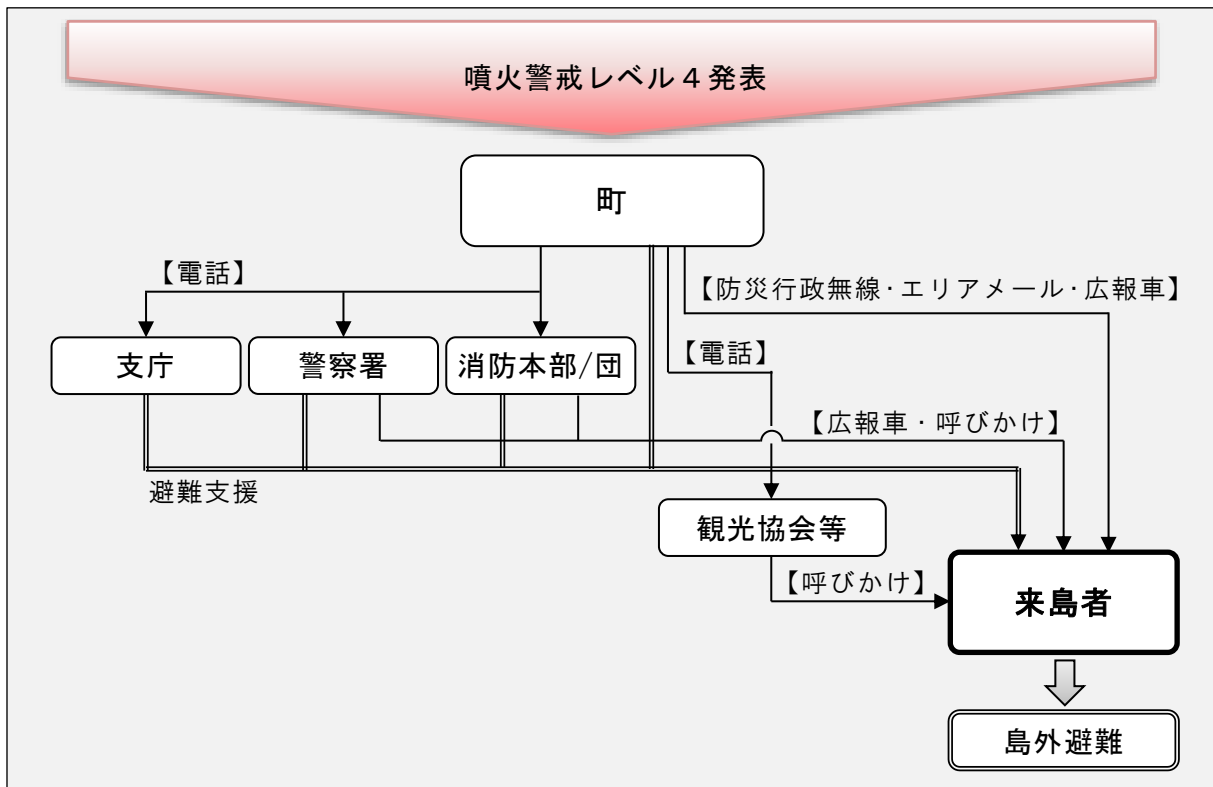 噴火警戒レベル４発表
町
【電話】
【防災行政無線・エリアメール・広報車】
支庁
警察署
消防本部/団
【電話】
【広報車・呼びかけ】
避難支援
観光協会等
【呼びかけ】
来島者
島外避難